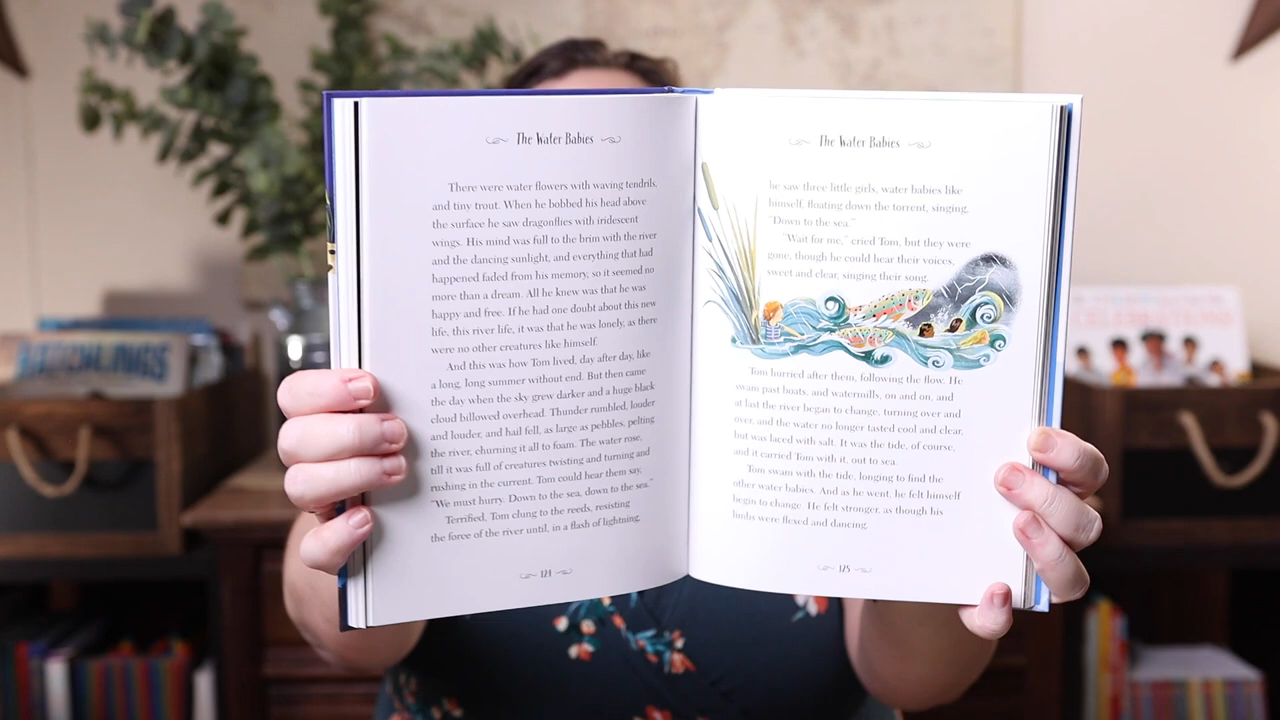 The Water Babies
There were water flowers with waving tendrils,
and tiny trout. When he bobbed his head above
the surface he saw dragonflies with iridescent
wings. His mind was full to the brim with the river
and the dancing sunlight, and everything that had
happened faded from his memory, so it seemed no
more than a dream. All he knew was that he was
happy and free. If he had one doubt about this new
life, this river life, it was that he was lonely, as there
were no other creatures like himself.
And this was how Tom lived, day after day, like
a long, long summer without end. But then came
the day when the sky grew darker and a huge black
cloud billowed overhead. Thunder rumbled, louder
and louder, and hail fell, as large as pebbles, pelting
the river, churning it all to foam. The water rose,
till it was full of creatures twisting and turning and
rushing in the current. Tom could hear them say,
"We must hurry. Down to the sea, down to the sea."
Terrified, Tom clung to the reeds, resisting
the force of the river until, in a flash of lightning,
124
The Water Babies
he saw three little girls, water babies like
himself, floating down the torrent, singing,
"Down to the sea."
"Wait for me," cried Tom, but they were
gone, though he could hear their voices,
sweet and clear, singing their song.
Tom hurried after them, following the flow. He
swam past boats, and watermills, on and on, and
at last the river began to change, turning over and
over, and the water no longer tasted cool and clear,
but was laced with salt. It was the tide, of course,
and it carried Tom with it, out to sea.
Tom swam with the tide, longing to find the
other water babies. And as he went, he felt himself
begin to change. He felt stronger, as though his
limbs were flexed and dancing.
125